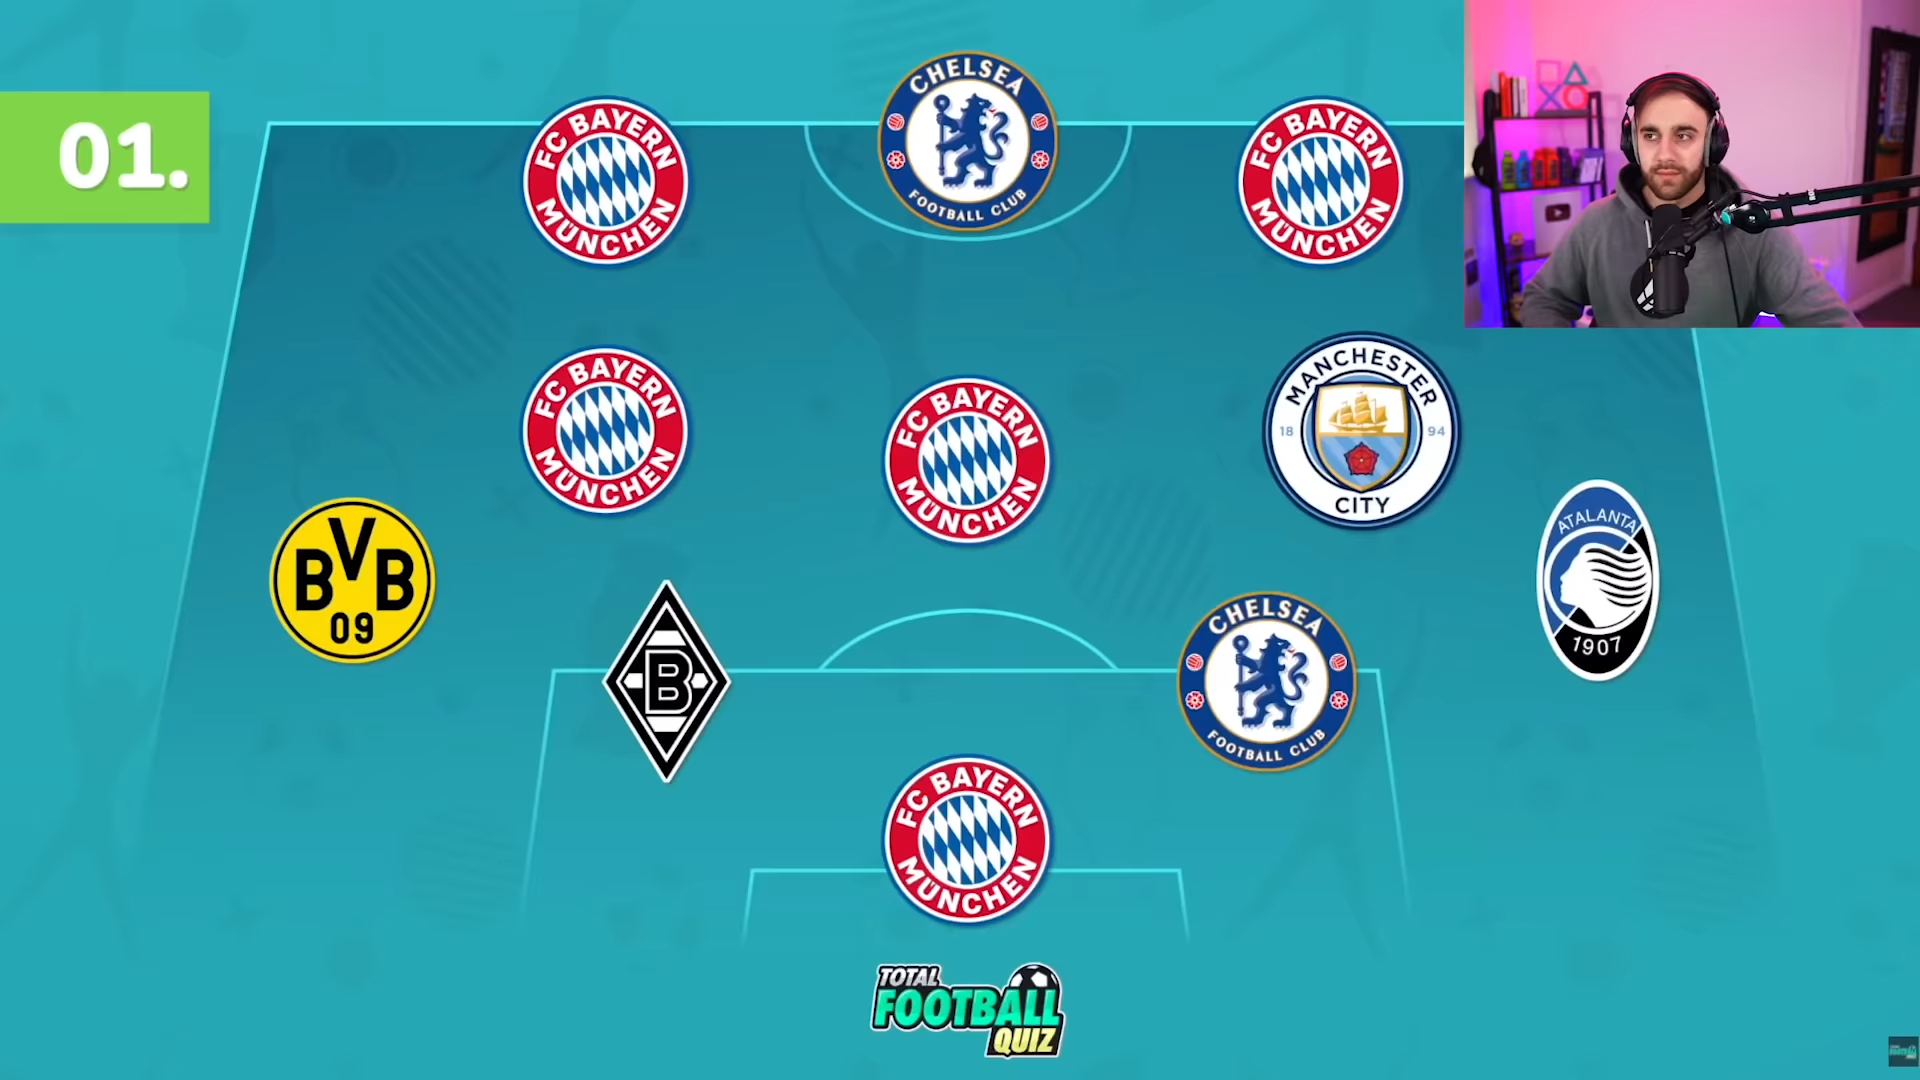 01.
FC BAYERN
MÜNCHEN
CHELSEA
FOOTBALL CLUB
FC BAYERN
MÜNCHEN
FC BAYERN
MÜNCHEN
FC BAYERN
MÜNCHEN
MANCHESTER
18 94
CITY
BVB
09
B
CHELSEA
FOOTBALL CLUB
ATALANTA
1907
FC BAYERN
MÜNCHEN
TOTAL
FOOTBALL
QUIZ